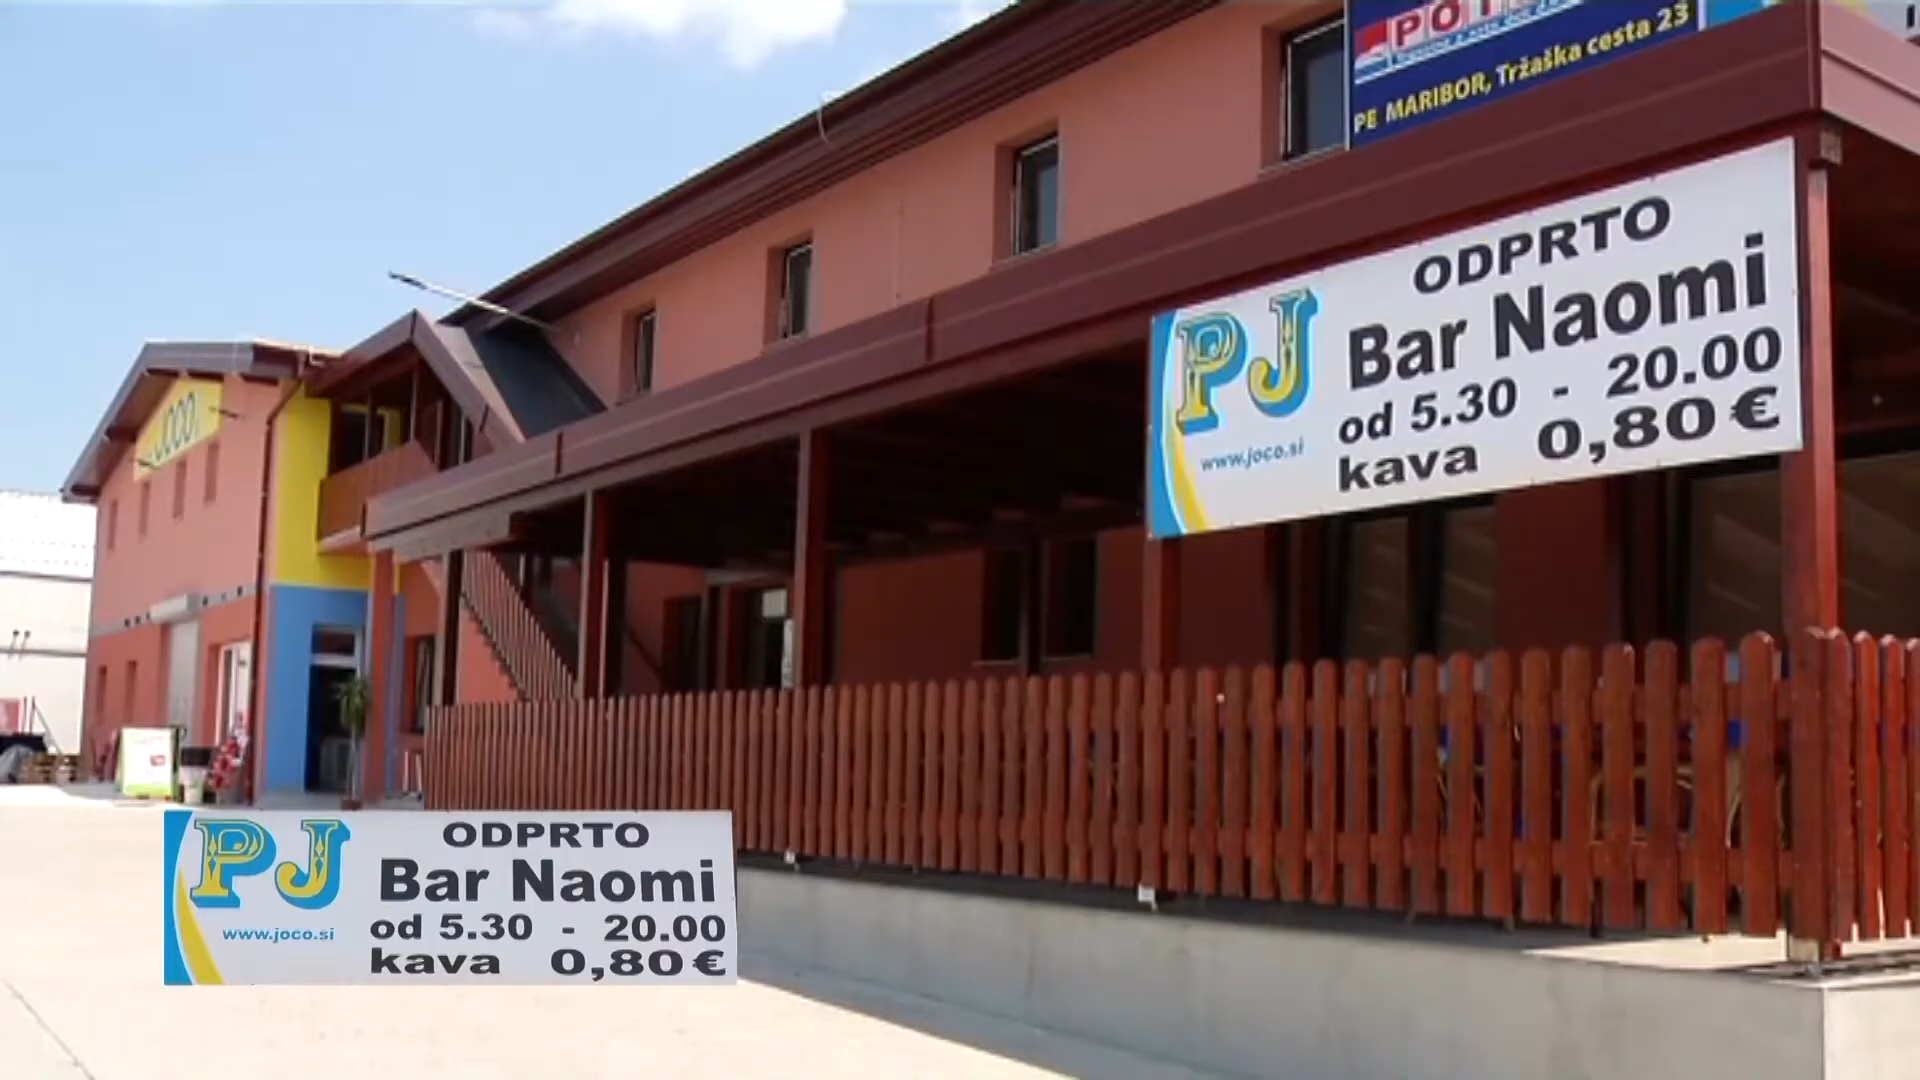 PE MARIBOR, Tržaška cesta 23
ODPRTO
Bar Naomi
od 5.30 - 20.00
kava 0,80 €
PJ
www.joco.si
JOCO
ODPRTO
Bar Naomi
od 5.30 - 20.00
kava 0,80 €
PJ
www.joco.si